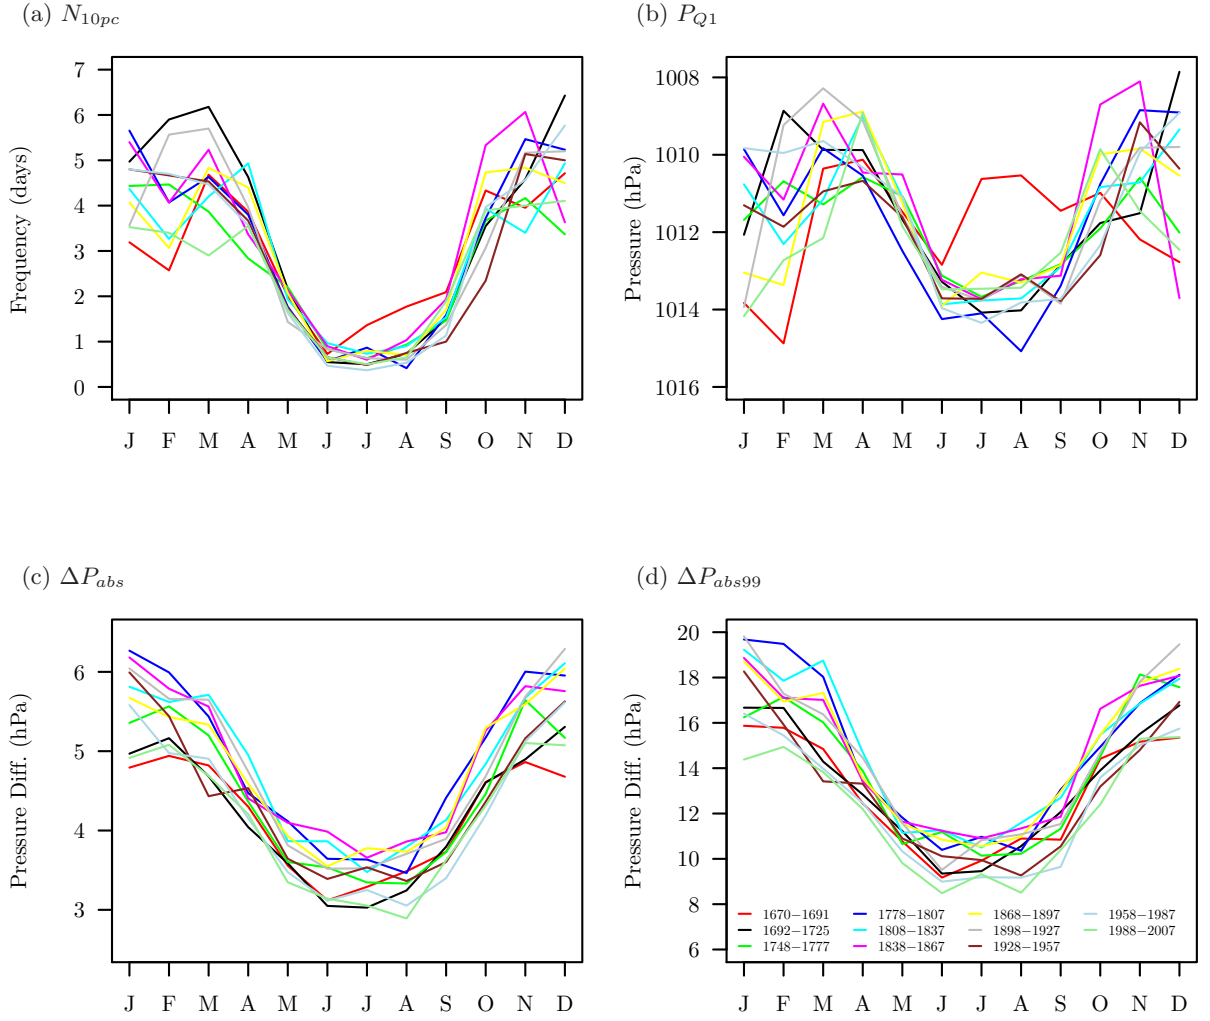 (a) N10pc
Frequency (days)
7
6
5
4
3
2
1
0
J F M A M J J A S O N D
(b) PQ1
Pressure (hPa)
1008
1010
1012
1014
1016
J F M A M J J A S O N D
(c) ΔPabs
Pressure Diff. (hPa)
6
5
4
3
J F M A M J J A S O N D
(d) ΔPabs99
Pressure Diff. (hPa)
20
18
16
14
12
10
8
6
1670−1691 1778−1807 1868−1897 1958−1987
1692−1725 1808−1837 1898−1927 1988−2007
1748−1777 1838−1867 1928−1957
J F M A M J J A S O N D